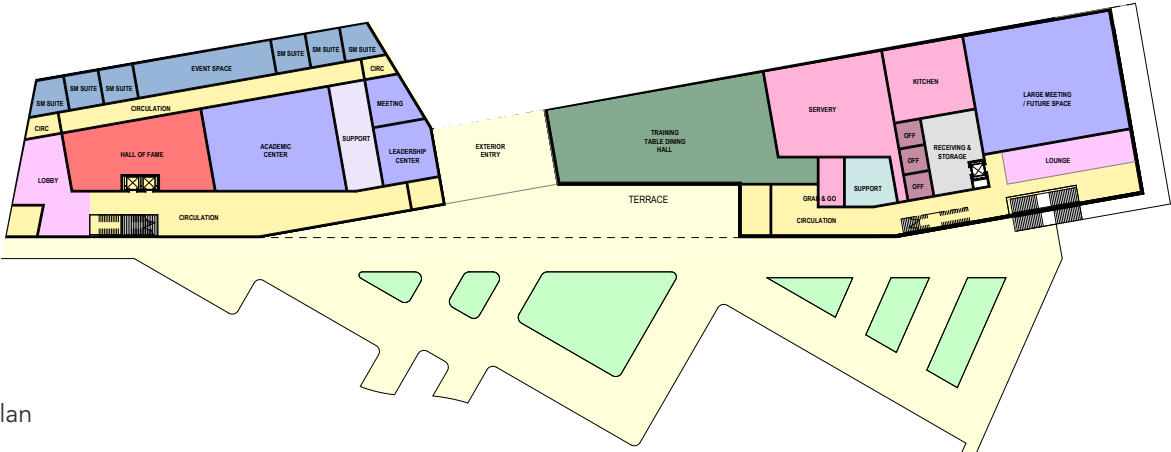 SM SUITE
SM SUITE
SM SUITE
EVENT SPACE
SM SUITE
SM SUITE
SM SUITE
CIRC
CIRCULATION
CIRC
LOBBY
HALL OF FAME
ACADEMIC
CENTER
SUPPORT
MEETING
LEADERSHIP
CENTER
CIRCULATION
EXTERIOR
ENTRY
TRAINING
TABLE DINING
HALL
TERRACE
SERVERY
KITCHEN
LARGE MEETING
/ FUTURE SPACE
OFF
OFF
OFF
RECEIVING &
STORAGE
LOUNGE
SUPPORT
GRAB & GO
CIRCULATION
lan